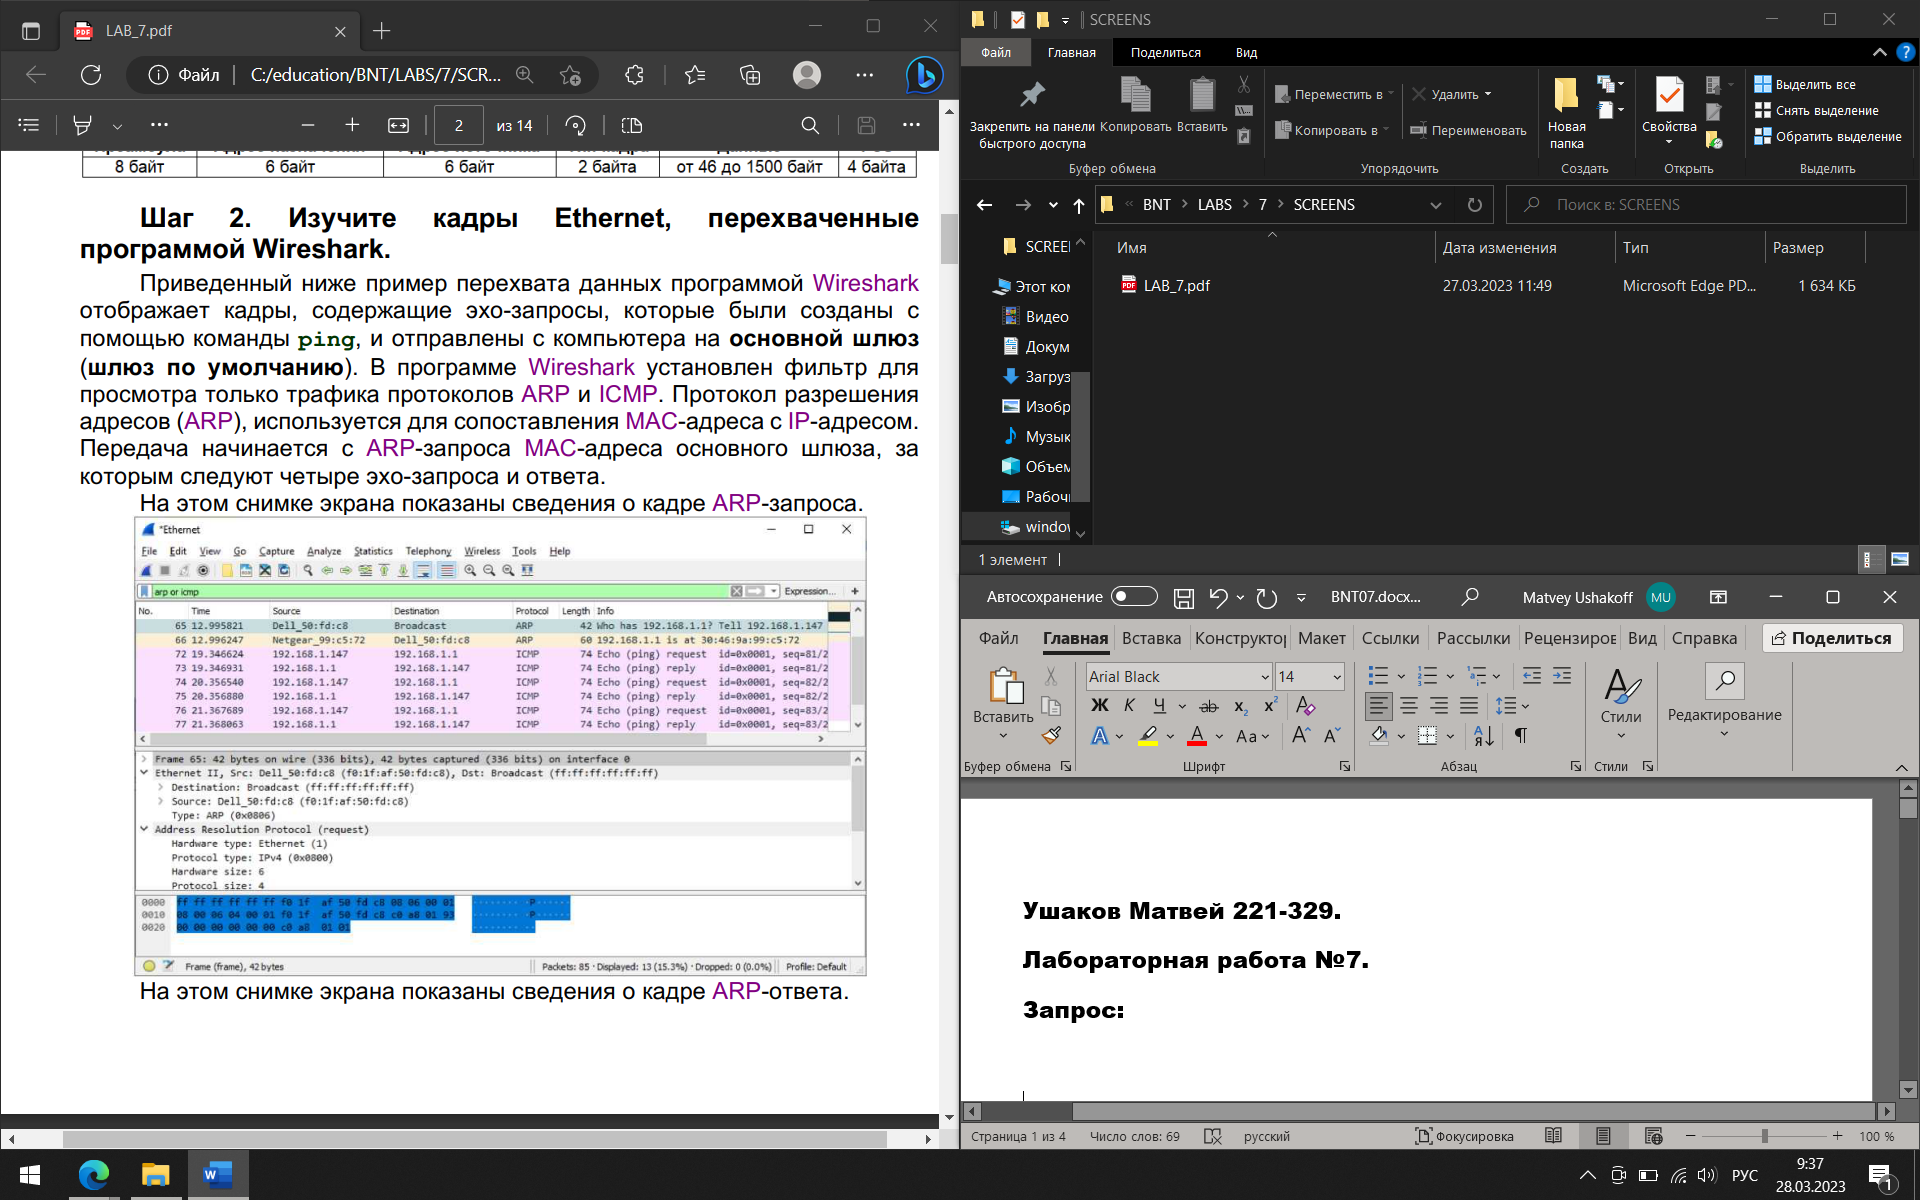 LAB_7.pdf
Файл
C:/education/BNT/LABS/7/SCR...
2
из 14
8 байт 6 байт 6 байт 2 байта от 46 до 1500 байт 4 байта
Шаг 2. Изучите кадры Ethernet, перехваченные
программой Wireshark.
Приведенный ниже пример перехвата данных программой Wireshark
отображает кадры, содержащие эхо-запросы, которые были созданы с
помощью команды ping, и отправлены с компьютера на основной шлюз
(шлюз по умолчанию). В программе Wireshark установлен фильтр для
просмотра только трафика протоколов ARP и ICMP. Протокол разрешения
адресов (ARP), используется для сопоставления MAC-адреса с IP-адресом.
Передача начинается с ARP-запроса MAC-адреса основного шлюза, за
которым следуют четыре эхо-запроса и ответа.
На этом снимке экрана показаны сведения о кадре ARP-запроса.
*Ethernet
File Edit View Go Capture Analyze Statistics Telephony Wireless Tools Help
arp or icmp
Expression... +
No. Time Source Destination Protocol Length Info
65 12.995821 Dell_50:fd:c8 Broadcast ARP 42 Who has 192.168.1.1? Tell 192.168.1.147
66 12.996247 Netgear_99:c5:72 Dell_50:fd:c8 ARP 60 192.168.1.1 is at 30:46:9a:99:c5:72
72 19.346624 192.168.1.147 192.168.1.1 ICMP 74 Echo (ping) request id=0x0001, seq=81/2
73 19.346931 192.168.1.1 192.168.1.147 ICMP 74 Echo (ping) reply id=0x0001, seq=81/2
74 20.356540 192.168.1.147 192.168.1.1 ICMP 74 Echo (ping) request id=0x0001, seq=82/2
75 20.356880 192.168.1.1 192.168.1.147 ICMP 74 Echo (ping) reply id=0x0001, seq=82/2
76 21.367689 192.168.1.147 192.168.1.1 ICMP 74 Echo (ping) request id=0x0001, seq=83/2
77 21.368063 192.168.1.1 192.168.1.147 ICMP 74 Echo (ping) reply id=0x0001, seq=83/2
Frame 65: 42 bytes on wire (336 bits), 42 bytes captured (336 bits) on interface 0
Ethernet II, Src: Dell_50:fd:c8 (f0:1f:af:50:fd:c8), Dst: Broadcast (ff:ff:ff:ff:ff:ff)
Destination: Broadcast (ff:ff:ff:ff:ff:ff)
Source: Dell_50:fd:c8 (f0:1f:af:50:fd:c8)
Type: ARP (0x0806)
Address Resolution Protocol (request)
Hardware type: Ethernet (1)
Protocol type: IPv4 (0x0800)
Hardware size: 6
Protocol size: 4
0000 ff ff ff ff ff ff f0 1f af 50 fd c8 08 06 00 01
0010 08 00 06 04 00 01 f0 1f af 50 fd c8 c0 a8 01 93
0020 00 00 00 00 00 00 c0 a8 01 01
Frame (frame), 42 bytes
Packets: 85 · Displayed: 13 (15.3%) · Dropped: 0 (0.0%)
Profile: Default
На этом снимке экрана показаны сведения о кадре ARP-ответа.
SCREENS
Файл Главная Поделиться Вид
Закрепить на панели
быстрого доступа
Копировать
Вставить
Буфер обмена
Переместить в
Копировать в
Удалить
Переименовать
Упорядочить
Новая
папка
Создать
Свойства
Открыть
Выделить все
Снять выделение
Обратить выделение
Выделить
« BNT > LABS > 7 > SCREENS
Поиск в: SCREENS
SCREE
Этот ко
Видео
Докум
Загруз
Изобр
Музык
Объем
Рабоч
windo
Имя Дата изменения Тип Размер
LAB_7.pdf 27.03.2023 11:49 Microsoft Edge PD... 1 634 КБ
1 элемент
Автосохранение
BNT07.docx...
Matvey Ushakoff
MU
Файл Главная Вставка Конструктор Макет Ссылки Рассылки Рецензиров Вид Справка
Поделиться
Вставить
Буфер обмена
Arial Black
14
Ж К Ч ab x₂ x²
Aa
Шрифт
Абзац
Стили
Стили
Редактирование
Ушаков Матвей 221-329.
Лабораторная работа №7.
Запрос:
Страница 1 из 4
Число слов: 69
русский
Фокусировка
100 %
РУС
9:37
28.03.2023
1